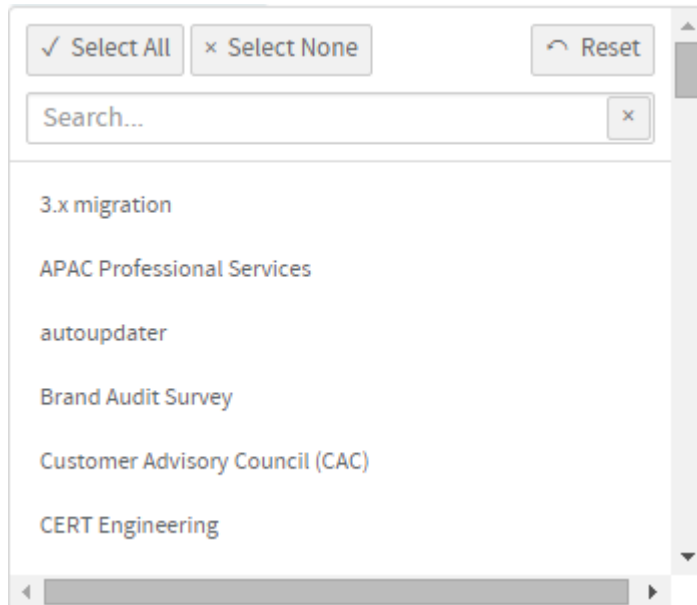 ✓ Select All × Select None Reset
Search... ×
3.x migration
APAC Professional Services
autoupdater
Brand Audit Survey
Customer Advisory Council (CAC)
CERT Engineering